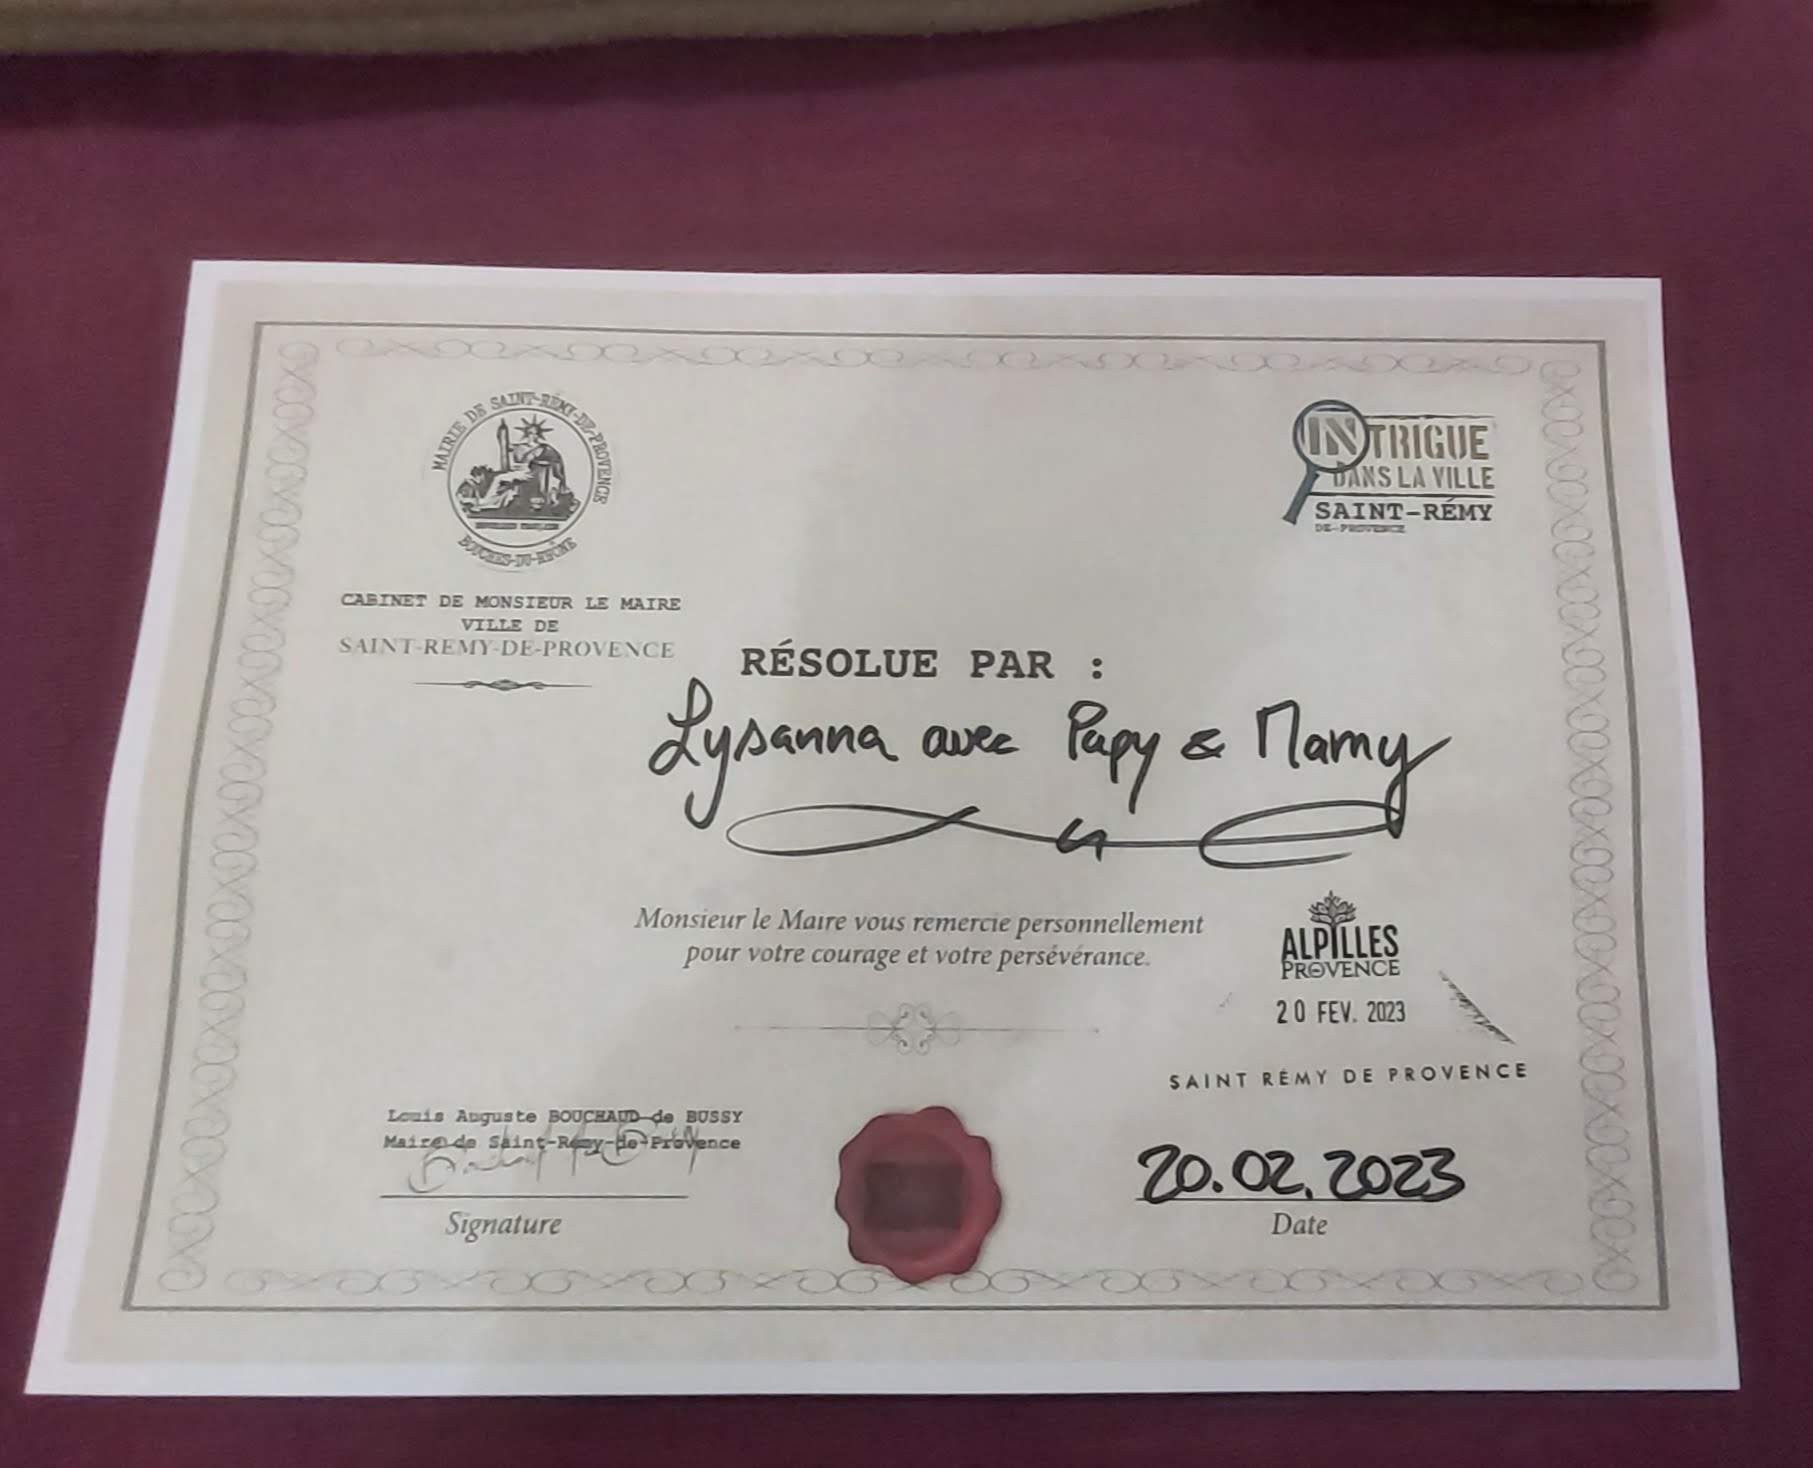 MAIRIE DE SAINT-RÉMY-DE-PROVENCE
BOUCHES-DU-RHÔNE
CABINET DE MONSIEUR LE MAIRE
VILLE DE
SAINT-REMY-DE-PROVENCE
INTRIGUE
DANS LA VILLE
SAINT-RÉMY
DE-PROVENCE
RÉSOLUE PAR :
Lysanna avec Papy & Mamy
Monsieur le Maire vous remercie personnellement
pour votre courage et votre persévérance.
ALPILLES
PROVENCE
20 FEV. 2023
SAINT RÉMY DE PROVENCE
Louis Auguste BOUCHAUD de BUSSY
Maire de Saint-Rémy-de-Provence
Signature
20.02.2023
Date